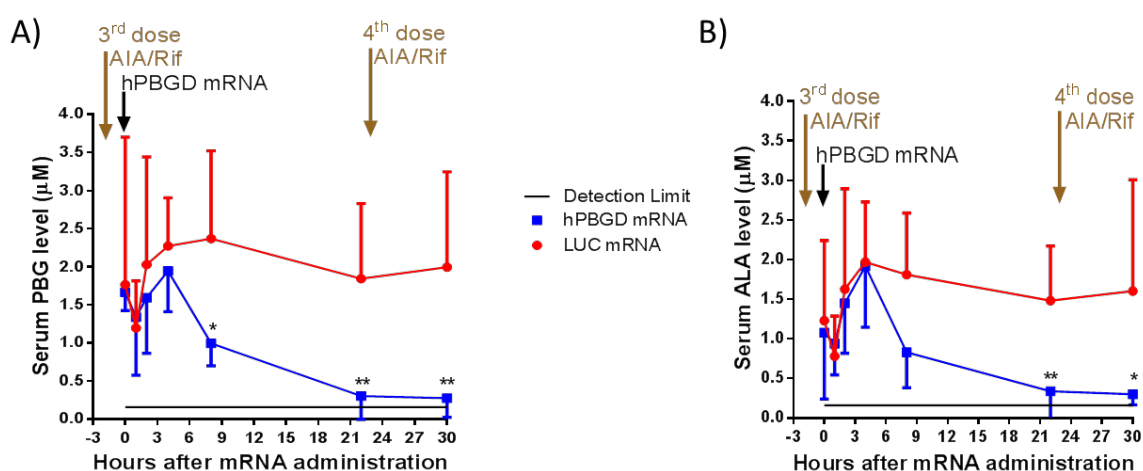 A)
3rd dose
AIA/Rif
hPBGD mRNA
4th dose
AIA/Rif
Serum PBG level (µM)
4.0
3.5
3.0
2.5
2.0
1.5
1.0
0.5
0.0
*
**
**
-3 0 3 6 9 12 15 18 21 24 27 30
Hours after mRNA administration
Detection Limit
hPBGD mRNA
LUC mRNA
B)
3rd dose
AIA/Rif
hPBGD mRNA
4th dose
AIA/Rif
Serum ALA level (µM)
4.0
3.5
3.0
2.5
2.0
1.5
1.0
0.5
0.0
**
*
-3 0 3 6 9 12 15 18 21 24 27 30
Hours after mRNA administration